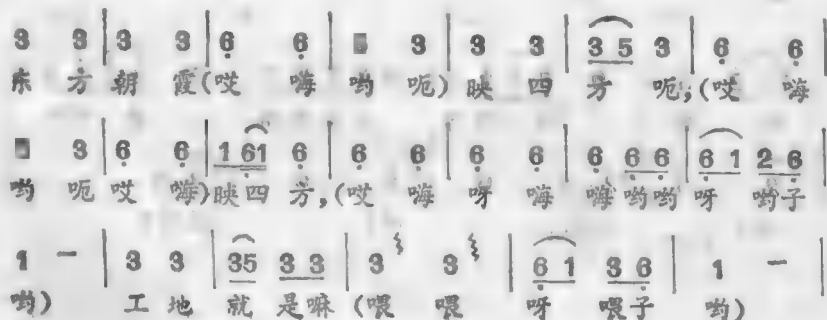 3 3 | 3 3 | 6 6 | 3 | 3 3 | 3 5 3 | 6 6 |
东 方 朝 霞(哎 嗨 哟 呃) 映 四 方 呃,(哎 嗨
3 | 6 6 | 1 61 6 | 6 6 | 6 6 | 6 6 6 | 6 1 2 6 |
哟 呃 哎 嗨)映 四 方,(哎 嗨 呀 嗨 嗨 哟哟 呀 哟子
1 - | 3 3 | 35 3 3 | 3 3 | 6 1 3 6 | 1 - |
哟) 工 地 就 是嘛 (喂 喂 呀 喂子 哟)